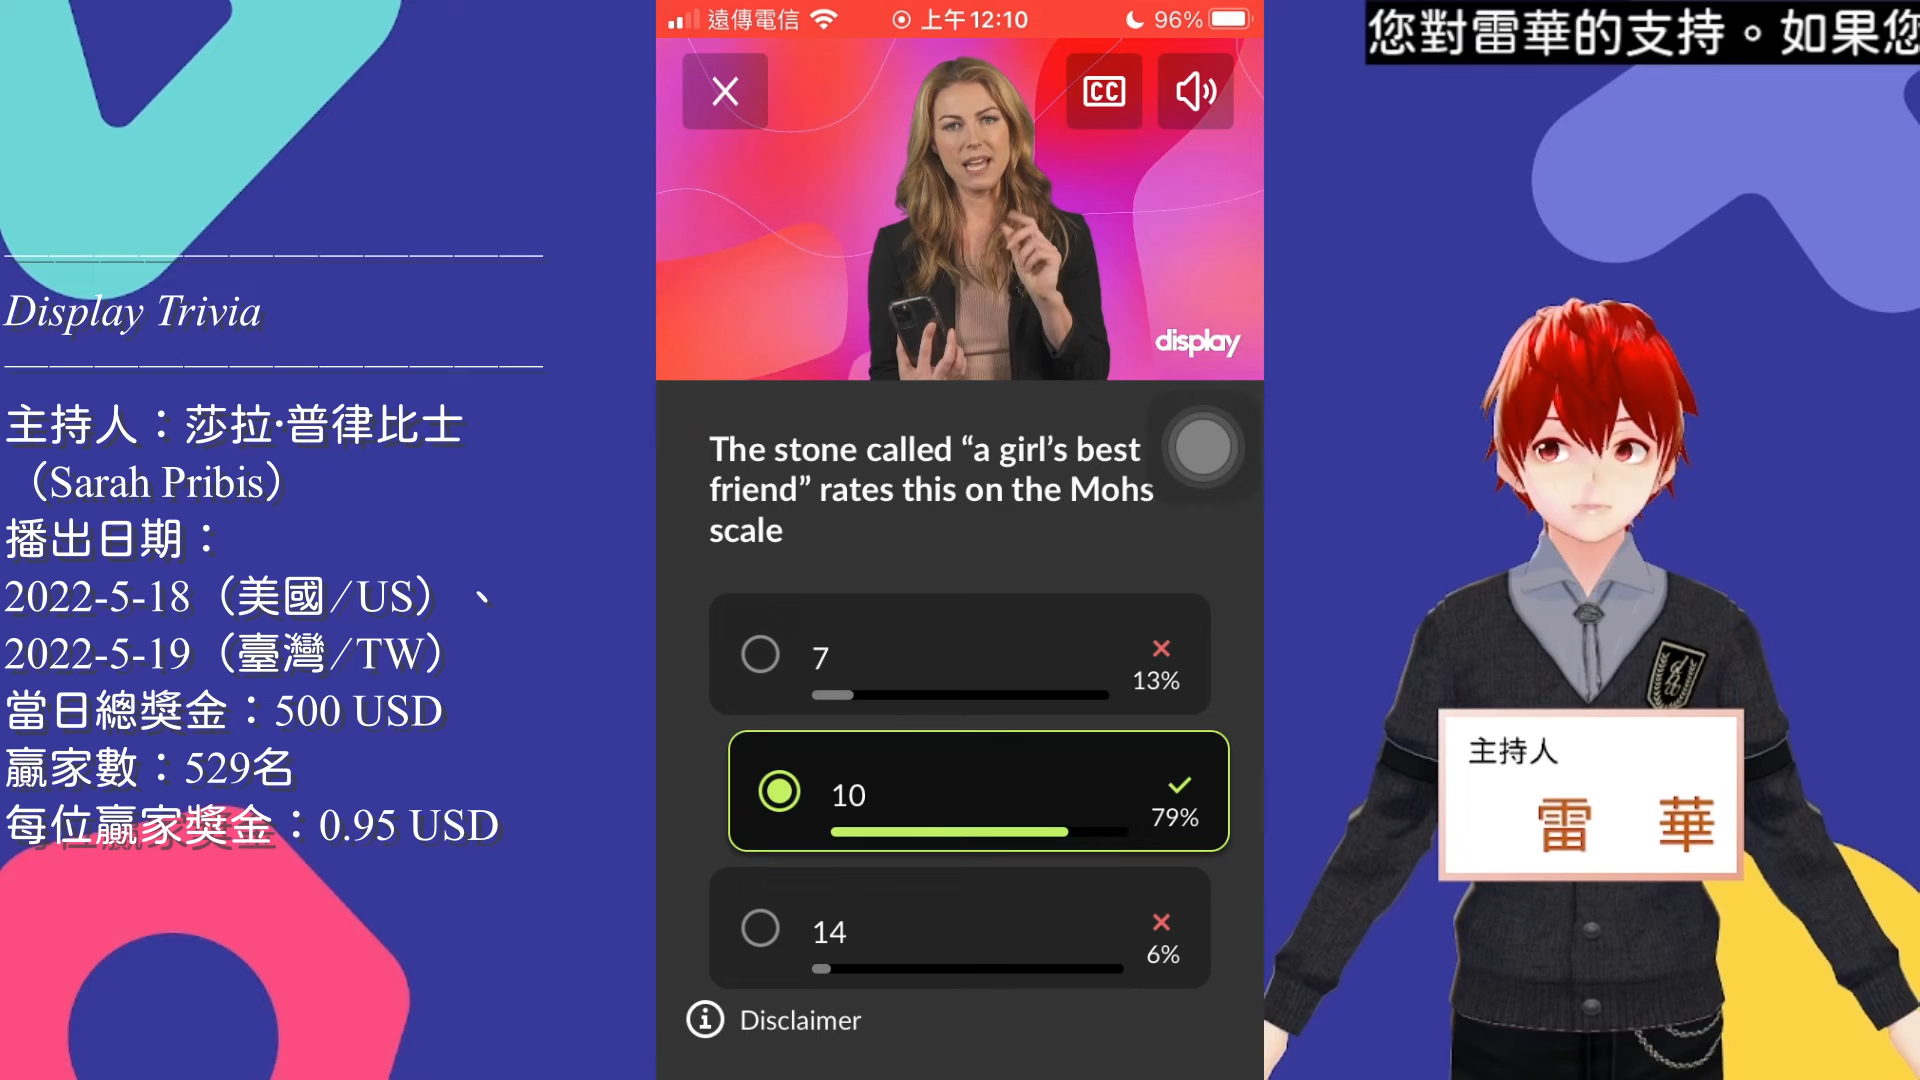 Display Trivia
主持人：莎拉·普律比士
（Sarah Pribis）
播出日期：
2022-5-18（美國/US）、
2022-5-19（臺灣/TW）
當日總獎金：500 USD
贏家數：529名
每位贏家獎金：0.95 USD
遠傳電信
上午12:10
96%
CC
display
The stone called “a girl’s best
friend” rates this on the Mohs
scale
7
13%
10
79%
14
6%
Disclaimer
您對雷華的支持。如果您
主持人
雷 華